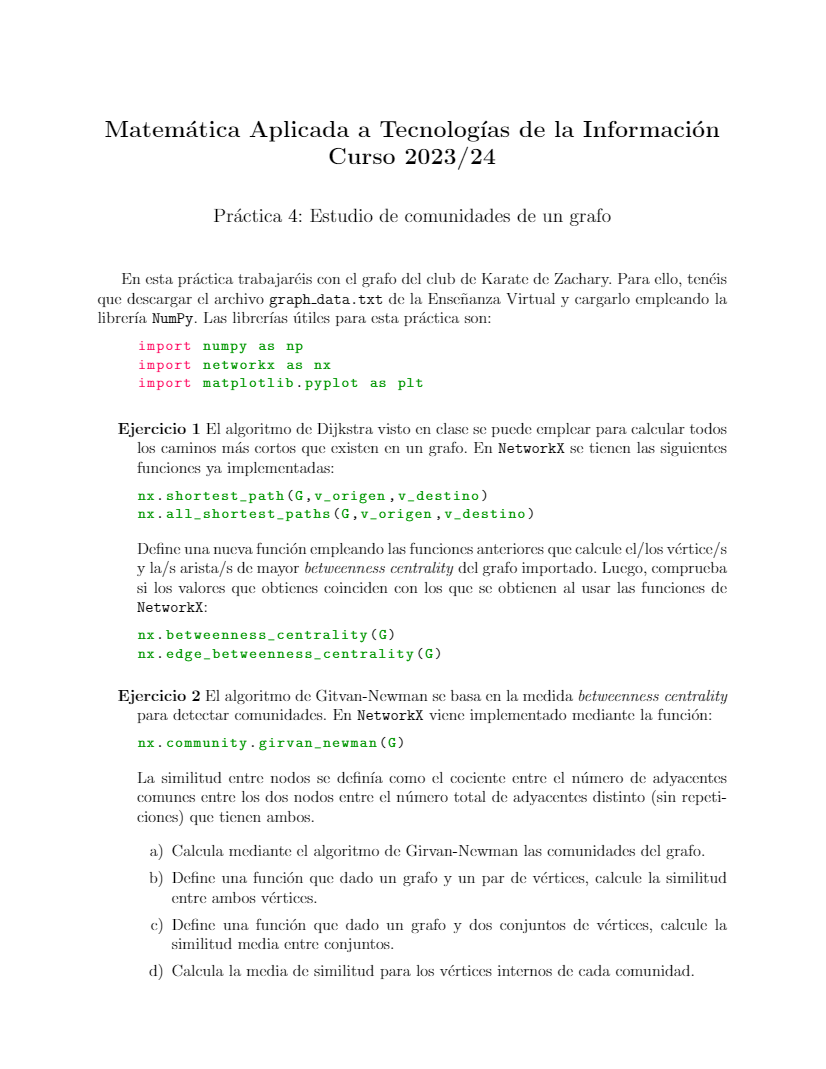 Matemática Aplicada a Tecnologías de la Información
Curso 2023/24
Práctica 4: Estudio de comunidades de un grafo
En esta práctica trabajaréis con el grafo del club de Karate de Zachary. Para ello, tenéis
que descargar el archivo graph_data.txt de la Enseñanza Virtual y cargarlo empleando la
librería NumPy. Las librerías útiles para esta práctica son:
import numpy as np
import networkx as nx
import matplotlib.pyplot as plt
Ejercicio 1 El algoritmo de Dijkstra visto en clase se puede emplear para calcular todos
los caminos más cortos que existen en un grafo. En NetworkX se tienen las siguientes
funciones ya implementadas:
nx.shortest_path(G,v_origen,v_destino)
nx.all_shortest_paths(G,v_origen,v_destino)
Define una nueva función empleando las funciones anteriores que calcule el/los vértice/s
y la/s arista/s de mayor betweenness centrality del grafo importado. Luego, comprueba
si los valores que obtienes coinciden con los que se obtienen al usar las funciones de
NetworkX:
nx.betweenness_centrality(G)
nx.edge_betweenness_centrality(G)
Ejercicio 2 El algoritmo de Gitvan-Newman se basa en la medida betweenness centrality
para detectar comunidades. En NetworkX viene implementado mediante la función:
nx.community.girvan_newman(G)
La similitud entre nodos se definía como el cociente entre el número de adyacentes
comunes entre los dos nodos entre el número total de adyacentes distinto (sin repeti-
ciones) que tienen ambos.
a) Calcula mediante el algoritmo de Girvan-Newman las comunidades del grafo.
b) Define una función que dado un grafo y un par de vértices, calcule la similitud
entre ambos vértices.
c) Define una función que dado un grafo y dos conjuntos de vértices, calcule la
similitud media entre conjuntos.
d) Calcula la media de similitud para los vértices internos de cada comunidad.